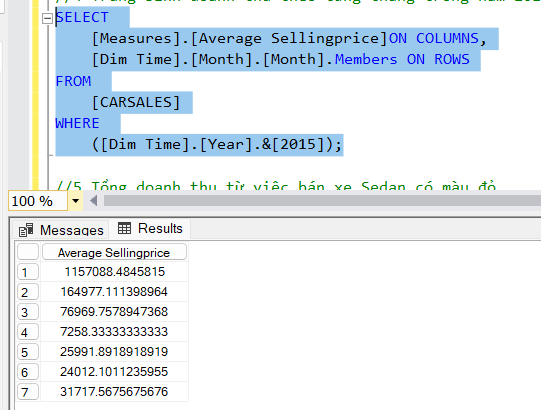 SELECT
[Measures].[Average Sellingprice]ON COLUMNS,
[Dim Time].[Month].[Month].Members ON ROWS
FROM
[CARSALES]
WHERE
([Dim Time].[Year].&[2015]);
//5 Tổng doanh thu từ việc bán xe Sedan có màu đỏ
100 %
Messages Results
Average Sellingprice
1 1157088.4845815
2 164977.111398964
3 76969.7578947368
4 7258.33333333333
5 25991.8918918919
6 24012.1011235955
7 31717.5675675676